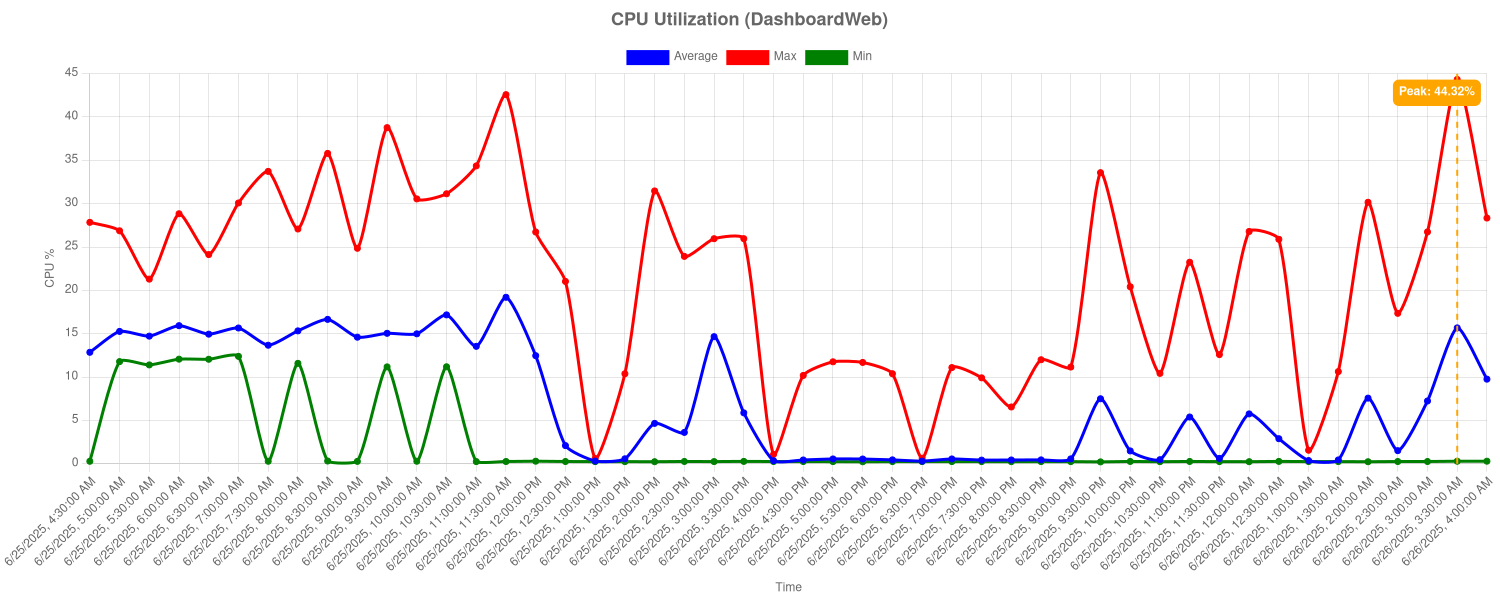 CPU Utilization (DashboardWeb)
Average Max Min
Peak: 44.32%
45
40
35
30
25
20
15
10
5
0
CPU %
6/25/2025, 4:30:00 AM
6/25/2025, 5:00:00 AM
6/25/2025, 5:30:00 AM
6/25/2025, 6:00:00 AM
6/25/2025, 6:30:00 AM
6/25/2025, 7:00:00 AM
6/25/2025, 7:30:00 AM
6/25/2025, 8:00:00 AM
6/25/2025, 8:30:00 AM
6/25/2025, 9:00:00 AM
6/25/2025, 9:30:00 AM
6/25/2025, 10:00:00 AM
6/25/2025, 10:30:00 AM
6/25/2025, 11:00:00 AM
6/25/2025, 11:30:00 AM
6/25/2025, 12:00:00 PM
6/25/2025, 12:30:00 PM
6/25/2025, 1:00:00 PM
6/25/2025, 1:30:00 PM
6/25/2025, 2:00:00 PM
6/25/2025, 2:30:00 PM
6/25/2025, 3:00:00 PM
6/25/2025, 3:30:00 PM
6/25/2025, 4:00:00 PM
6/25/2025, 4:30:00 PM
6/25/2025, 5:00:00 PM
6/25/2025, 5:30:00 PM
6/25/2025, 6:00:00 PM
6/25/2025, 6:30:00 PM
6/25/2025, 7:00:00 PM
6/25/2025, 7:30:00 PM
6/25/2025, 8:00:00 PM
6/25/2025, 8:30:00 PM
6/25/2025, 9:00:00 PM
6/25/2025, 9:30:00 PM
6/25/2025, 10:00:00 PM
6/25/2025, 10:30:00 PM
6/25/2025, 11:00:00 PM
6/25/2025, 11:30:00 PM
6/26/2025, 12:00:00 AM
6/26/2025, 12:30:00 AM
6/26/2025, 1:00:00 AM
6/26/2025, 1:30:00 AM
6/26/2025, 2:00:00 AM
6/26/2025, 2:30:00 AM
6/26/2025, 3:00:00 AM
6/26/2025, 3:30:00 AM
6/26/2025, 4:00:00 AM
Time